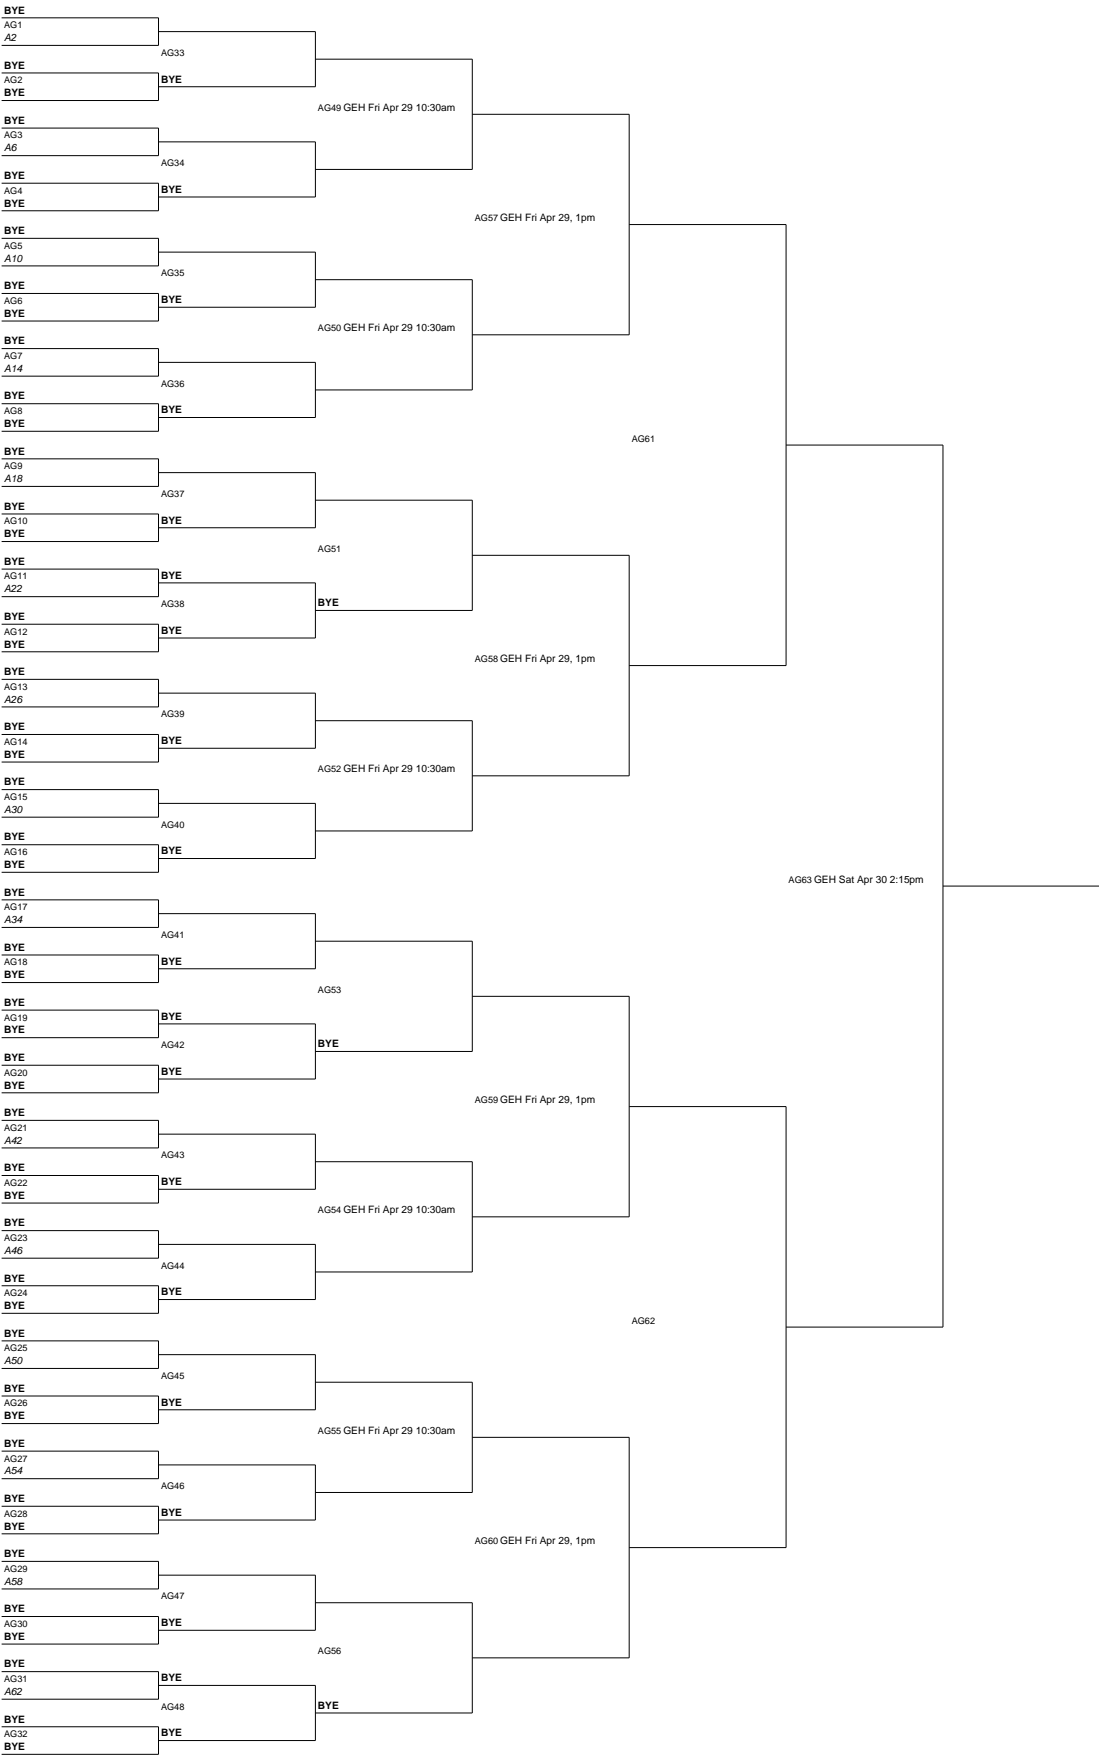 BYE
AG1
A2
AG33
BYE
AG2
BYE
BYE
AG49 GEH Fri Apr 29 10:30am
BYE
AG3
A6
AG34
BYE
AG4
BYE
BYE
AG57 GEH Fri Apr 29, 1pm
BYE
AG5
A10
AG35
BYE
AG6
BYE
BYE
AG50 GEH Fri Apr 29 10:30am
BYE
AG7
A14
AG36
BYE
AG8
BYE
BYE
AG61
BYE
AG9
A18
AG37
BYE
AG10
BYE
BYE
AG51
BYE
AG11
BYE
A22
AG38
BYE
BYE
AG12
BYE
BYE
AG58 GEH Fri Apr 29, 1pm
BYE
AG13
A26
AG39
BYE
AG14
BYE
BYE
AG52 GEH Fri Apr 29 10:30am
BYE
AG15
A30
AG40
BYE
AG16
BYE
BYE
AG63 GEH Sat Apr 30 2:15pm
BYE
AG17
A34
AG41
BYE
AG18
BYE
BYE
AG53
BYE
AG19
BYE
BYE
AG42
BYE
BYE
AG20
BYE
BYE
AG59 GEH Fri Apr 29, 1pm
BYE
AG21
A42
AG43
BYE
AG22
BYE
BYE
AG54 GEH Fri Apr 29 10:30am
BYE
AG23
A46
AG44
BYE
AG24
BYE
BYE
AG62
BYE
AG25
A50
AG45
BYE
AG26
BYE
BYE
AG55 GEH Fri Apr 29 10:30am
BYE
AG27
A54
AG46
BYE
AG28
BYE
BYE
AG60 GEH Fri Apr 29, 1pm
BYE
AG29
A58
AG47
BYE
AG30
BYE
BYE
AG56
BYE
AG31
BYE
A62
AG48
BYE
BYE
AG32
BYE
BYE